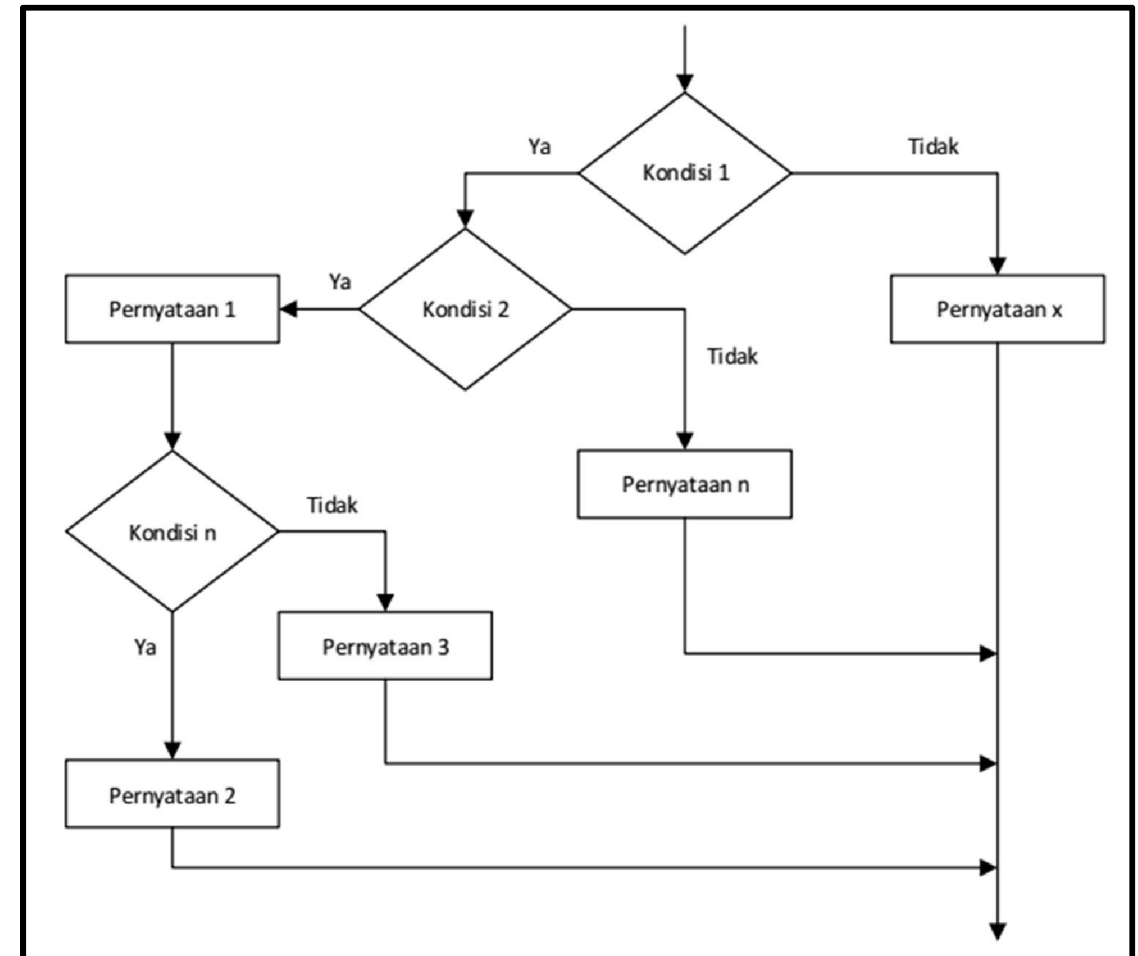 Ya
Kondisi 1
Tidak
Pernyataan 1
Ya
Kondisi 2
Tidak
Pernyataan x
Pernyataan n
Kondisi n
Tidak
Ya
Pernyataan 3
Pernyataan 2